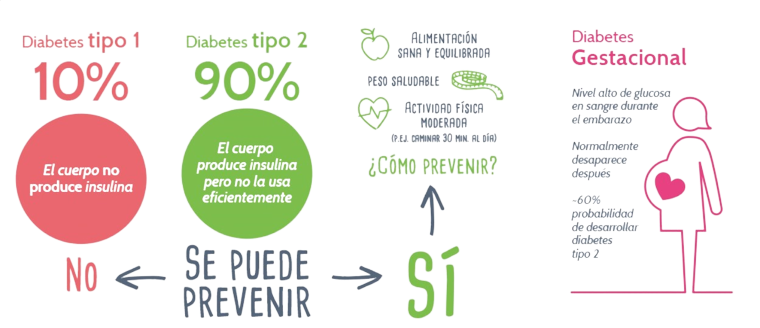 Diabetes tipo 1
10%
El cuerpo no
produce insulina
NO
Diabetes tipo 2
90%
El cuerpo
produce insulina
pero no la usa
eficientemente
SE PUEDE
PREVENIR
SÍ
¿CÓMO PREVENIR?
ALIMENTACIÓN
SANA Y EQUILIBRADA
PESO SALUDABLE
ACTIVIDAD FÍSICA
MODERADA
(P.EJ. CAMINAR 30 MIN. AL DÍA)
Diabetes
Gestacional
Nivel alto de glucosa
en sangre durante
el embarazo
Normalmente
desaparece
después
-60%
probabilidad
de desarrollar
diabetes
tipo 2